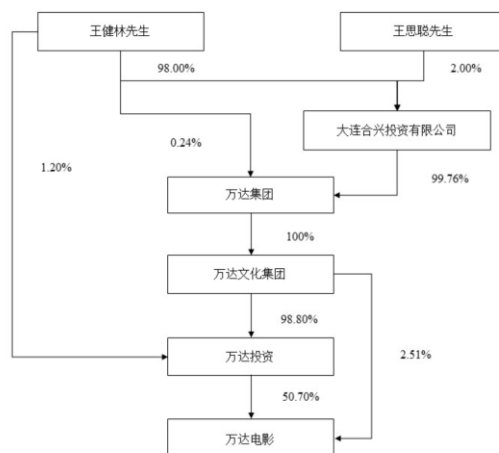 王健林先生
王思聪先生
98.00%
2.00%
大连合兴投资有限公司
0.24%
1.20%
99.76%
万达集团
100%
万达文化集团
98.80%
2.51%
万达投资
50.70%
万达电影